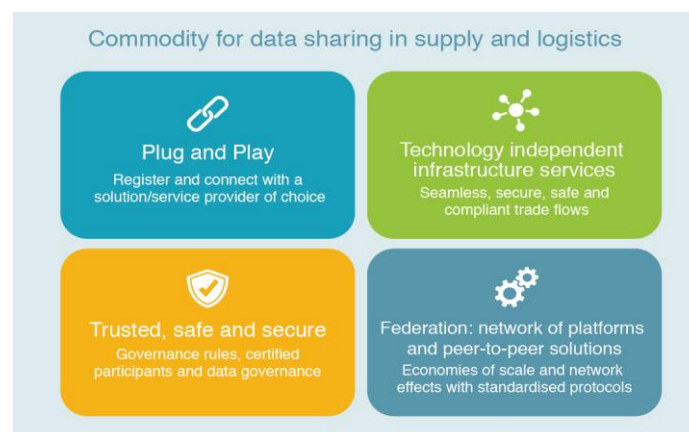 Commodity for data sharing in supply and logistics
Plug and Play
Register and connect with a
solution/service provider of choice
Technology independent
infrastructure services
Seamless, secure, safe and
compliant trade flows
Trusted, safe and secure
Governance rules, certified
participants and data governance
Federation: network of platforms
and peer-to-peer solutions
Economies of scale and network
effects with standardised protocols